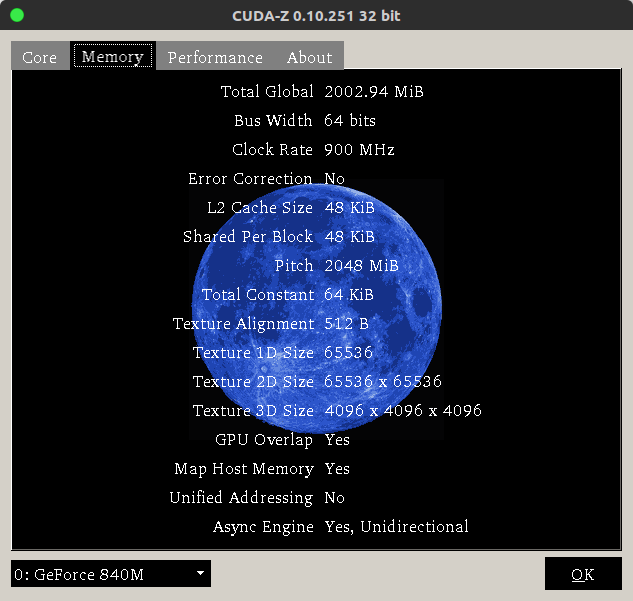 CUDA-Z 0.10.251 32 bit
Core Memory Performance About
Total Global 2002.94 MiB
Bus Width 64 bits
Clock Rate 900 MHz
Error Correction No
L2 Cache Size 48 KiB
Shared Per Block 48 KiB
Pitch 2048 MiB
Total Constant 64 KiB
Texture Alignment 512 B
Texture 1D Size 65536
Texture 2D Size 65536 x 65536
Texture 3D Size 4096 x 4096 x 4096
GPU Overlap Yes
Map Host Memory Yes
Unified Addressing No
Async Engine Yes, Unidirectional
0: GeForce 840M OK